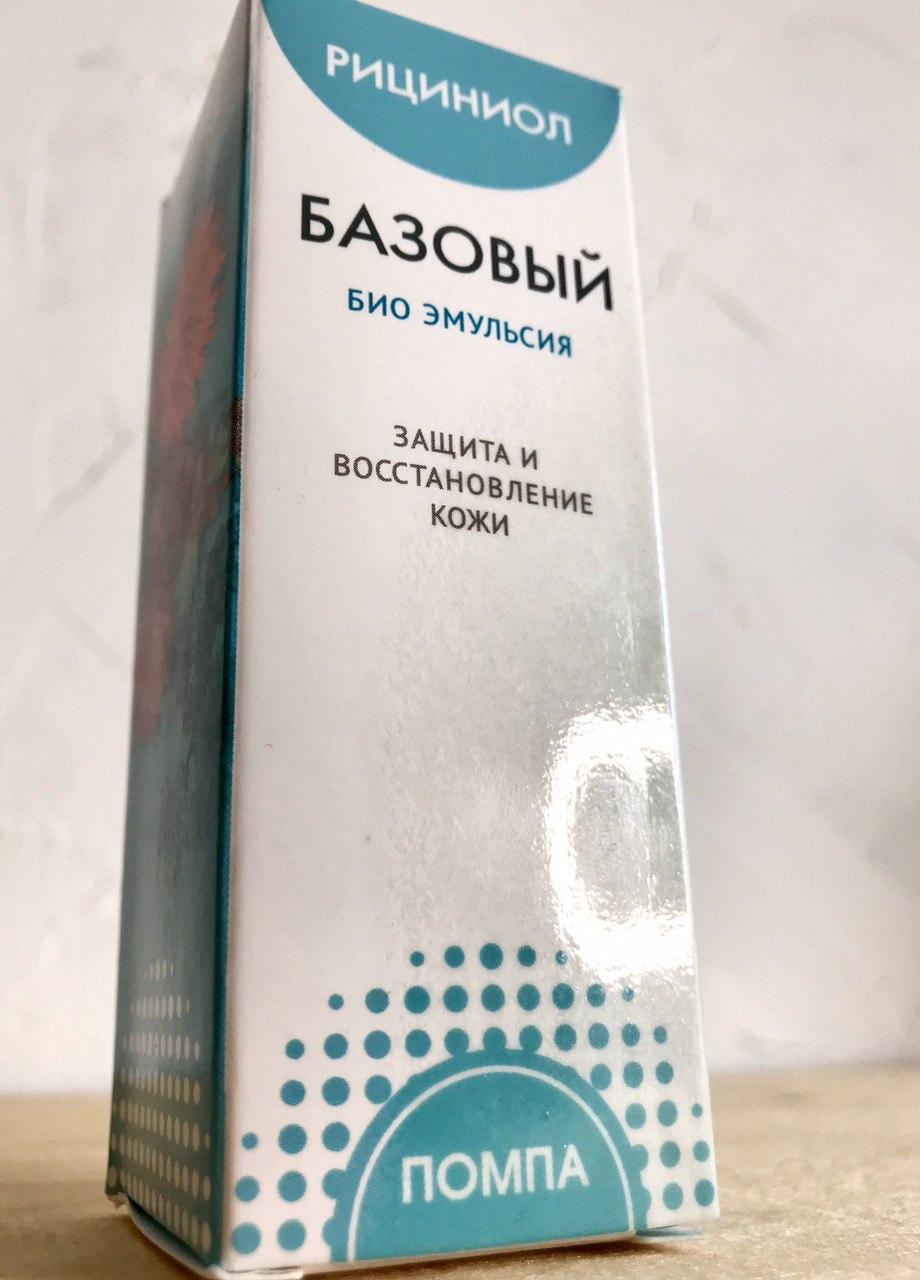 РИЦИНИОЛ
БАЗОВЫЙ
БИО ЭМУЛЬСИЯ
ЗАЩИТА И
ВОССТАНОВЛЕНИЕ
КОЖИ
ПОМПА